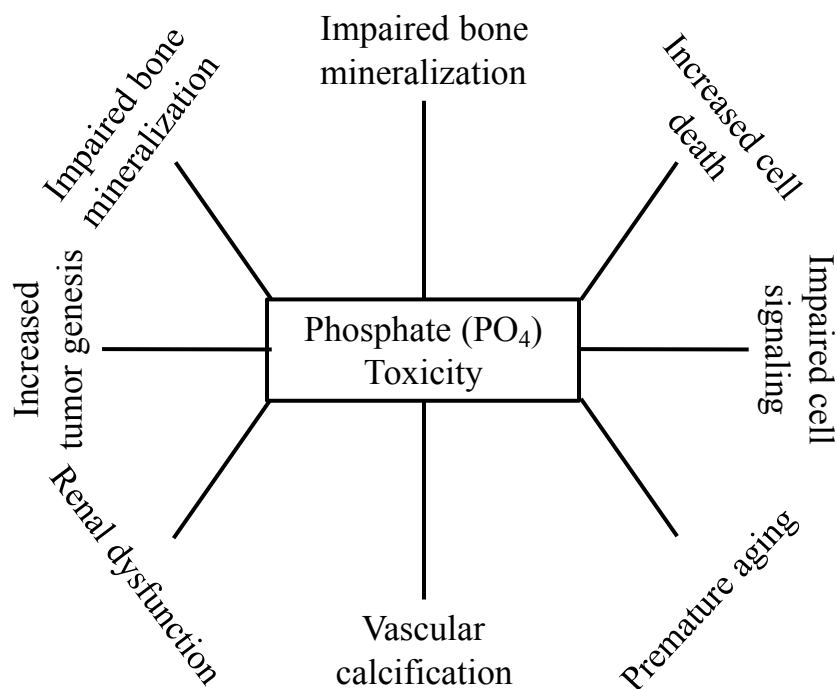 Impaired bone
mineralization
Impaired bone
mineralization
Increased cell
death
Increased
tumor genesis
Phosphate (PO₄)
Toxicity
Impaired cell
signaling
Renal dysfunction
Vascular
calcification
Premature aging